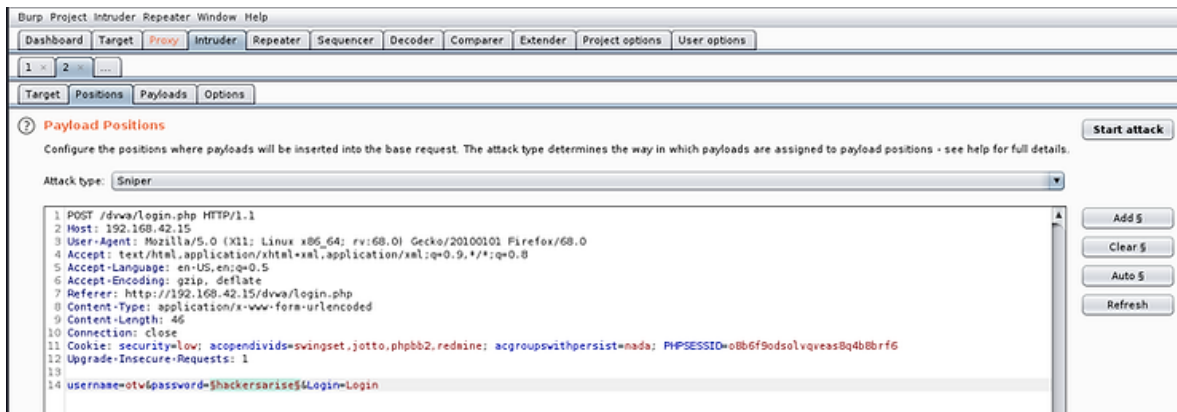 Burp Project Intruder Repeater Window Help
Dashboard Target Proxy Intruder Repeater Sequencer Decoder Comparer Extender Project options User options
1 × 2 × ...
Target Positions Payloads Options
? Payload Positions
Start attack
Configure the positions where payloads will be inserted into the base request. The attack type determines the way in which payloads are assigned to payload positions - see help for full details.
Attack type: Sniper
1 POST /dvwa/login.php HTTP/1.1
2 Host: 192.168.42.15
3 User-Agent: Mozilla/5.0 (X11; Linux x86_64; rv:68.0) Gecko/20100101 Firefox/68.0
4 Accept: text/html,application/xhtml+xml,application/xml;q=0.9,*/*;q=0.8
5 Accept-Language: en-US,en;q=0.5
6 Accept-Encoding: gzip, deflate
7 Referer: http://192.168.42.15/dvwa/login.php
8 Content-Type: application/x-www-form-urlencoded
9 Content-Length: 46
10 Connection: close
11 Cookie: security=low; acopendivids=swingset,jotto,phpbb2,redmine; acgroupswithpersist=nada; PHPSESSID=o8b6f9odsolvqveas8q4b8brf6
12 Upgrade-Insecure-Requests: 1
13
14 username=otw&password=§hackersarise§&Login=Login
Add §
Clear §
Auto §
Refresh